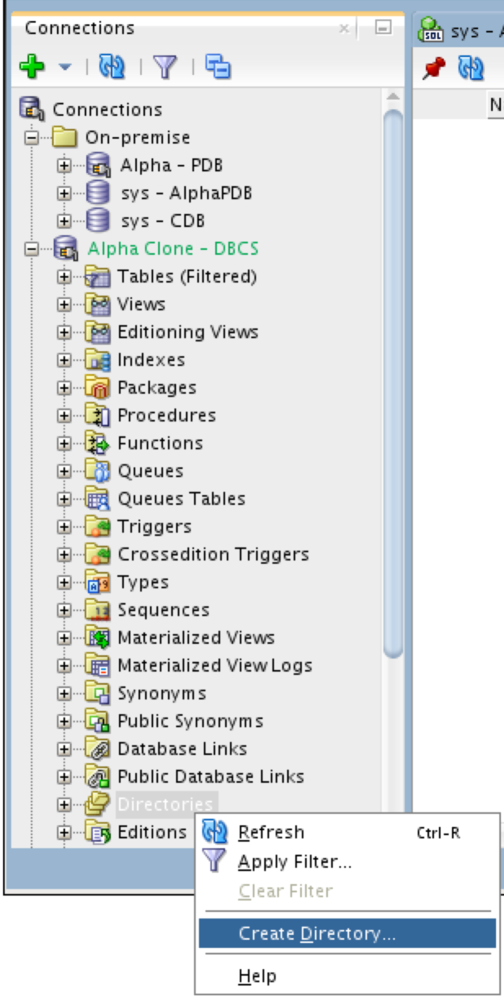 Connections
sys – A
SQL
Connections
On-premise
Alpha – PDB
sys – AlphaPDB
sys – CDB
Alpha Clone – DBCS
Tables (Filtered)
Views
Editioning Views
Indexes
Packages
Procedures
Functions
Queues
Queues Tables
Triggers
Crossedition Triggers
Types
Sequences
Materialized Views
Materialized View Logs
Synonyms
Public Synonyms
Database Links
Public Database Links
Directories
Editions
Refresh Ctrl-R
Apply Filter...
Clear Filter
Create Directory...
Help